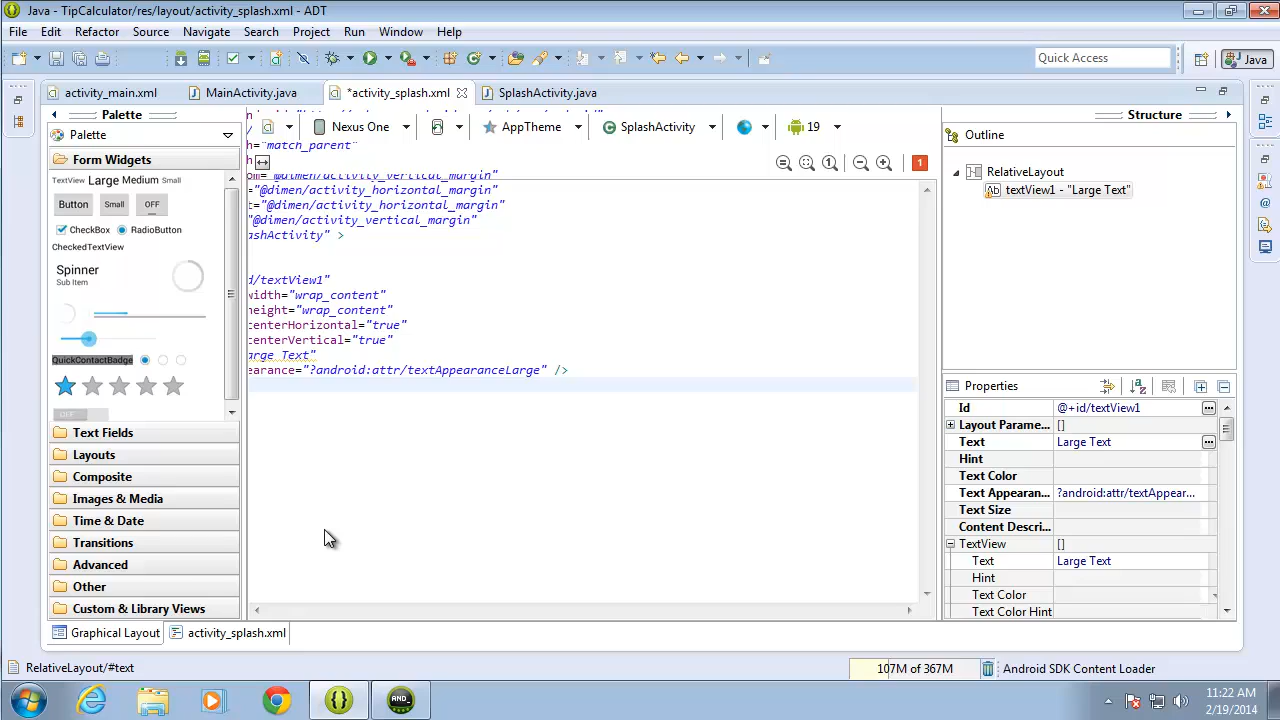 Java - TipCalculator/res/layout/activity_splash.xml - ADT
File Edit Refactor Source Navigate Search Project Run Window Help
Quick Access
Java
activity_main.xml
MainActivity.java
*activity_splash.xml
SplashActivity.java
Palette
Palette
Form Widgets
TextView Large Medium Small
Button Small OFF
CheckBox RadioButton
CheckedTextView
Spinner
Sub Item
QuickContactBadge
OFF
Text Fields
Layouts
Composite
Images & Media
Time & Date
Transitions
Advanced
Other
Custom & Library Views
Nexus One
AppTheme
SplashActivity
19
h="match_parent"
1
om="@dimen/activity_vertical_margin"
="@dimen/activity_horizontal_margin"
t="@dimen/activity_horizontal_margin"
@dimen/activity_vertical_margin"
ashActivity" >
d/textView1"
width="wrap_content"
height="wrap_content"
centerHorizontal="true"
centerVertical="true"
arge Text"
earance="?android:attr/textAppearanceLarge" />
Structure
Outline
RelativeLayout
textView1 - "Large Text"
Properties
Id @+id/textView1
Layout Parame... []
Text Large Text
Hint
Text Color
Text Appearan... ?android:attr/textAppear...
Text Size
Content Descri...
TextView []
Text Large Text
Hint
Text Color
Text Color Hint
Graphical Layout
activity_splash.xml
RelativeLayout/#text
107M of 367M
Android SDK Content Loader
11:22 AM
2/19/2014